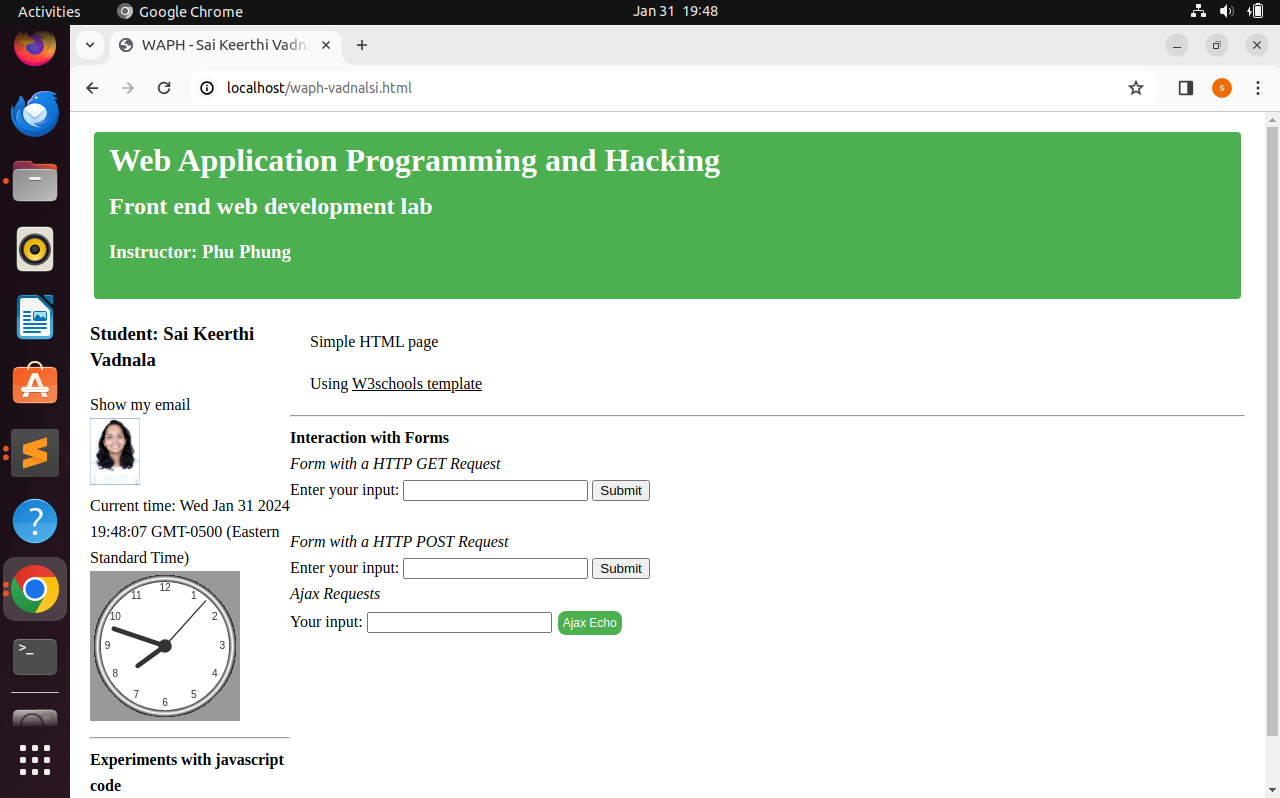 Activities
Google Chrome
Jan 31 19:48
WAPH - Sai Keerthi Vadn
localhost/waph-vadnalsi.html
s
Web Application Programming and Hacking
Front end web development lab
Instructor: Phu Phung
Student: Sai Keerthi
Vadnala
Show my email
Current time: Wed Jan 31 2024
19:48:07 GMT-0500 (Eastern
Standard Time)
12
1
2
3
4
5
6
7
8
9
10
11
Experiments with javascript
code
Simple HTML page
Using W3schools template
Interaction with Forms
Form with a HTTP GET Request
Enter your input: Submit
Form with a HTTP POST Request
Enter your input: Submit
Ajax Requests
Your input: Ajax Echo